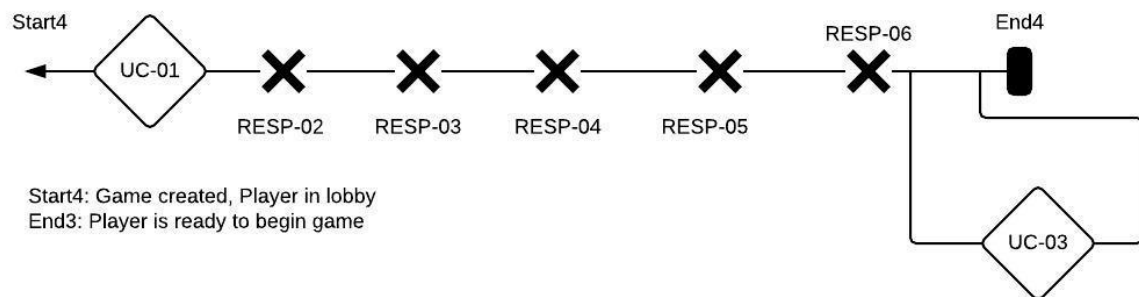 Start4
RESP-06
End4
UC-01
RESP-02
RESP-03
RESP-04
RESP-05
Start4: Game created, Player in lobby
End3: Player is ready to begin game
UC-03